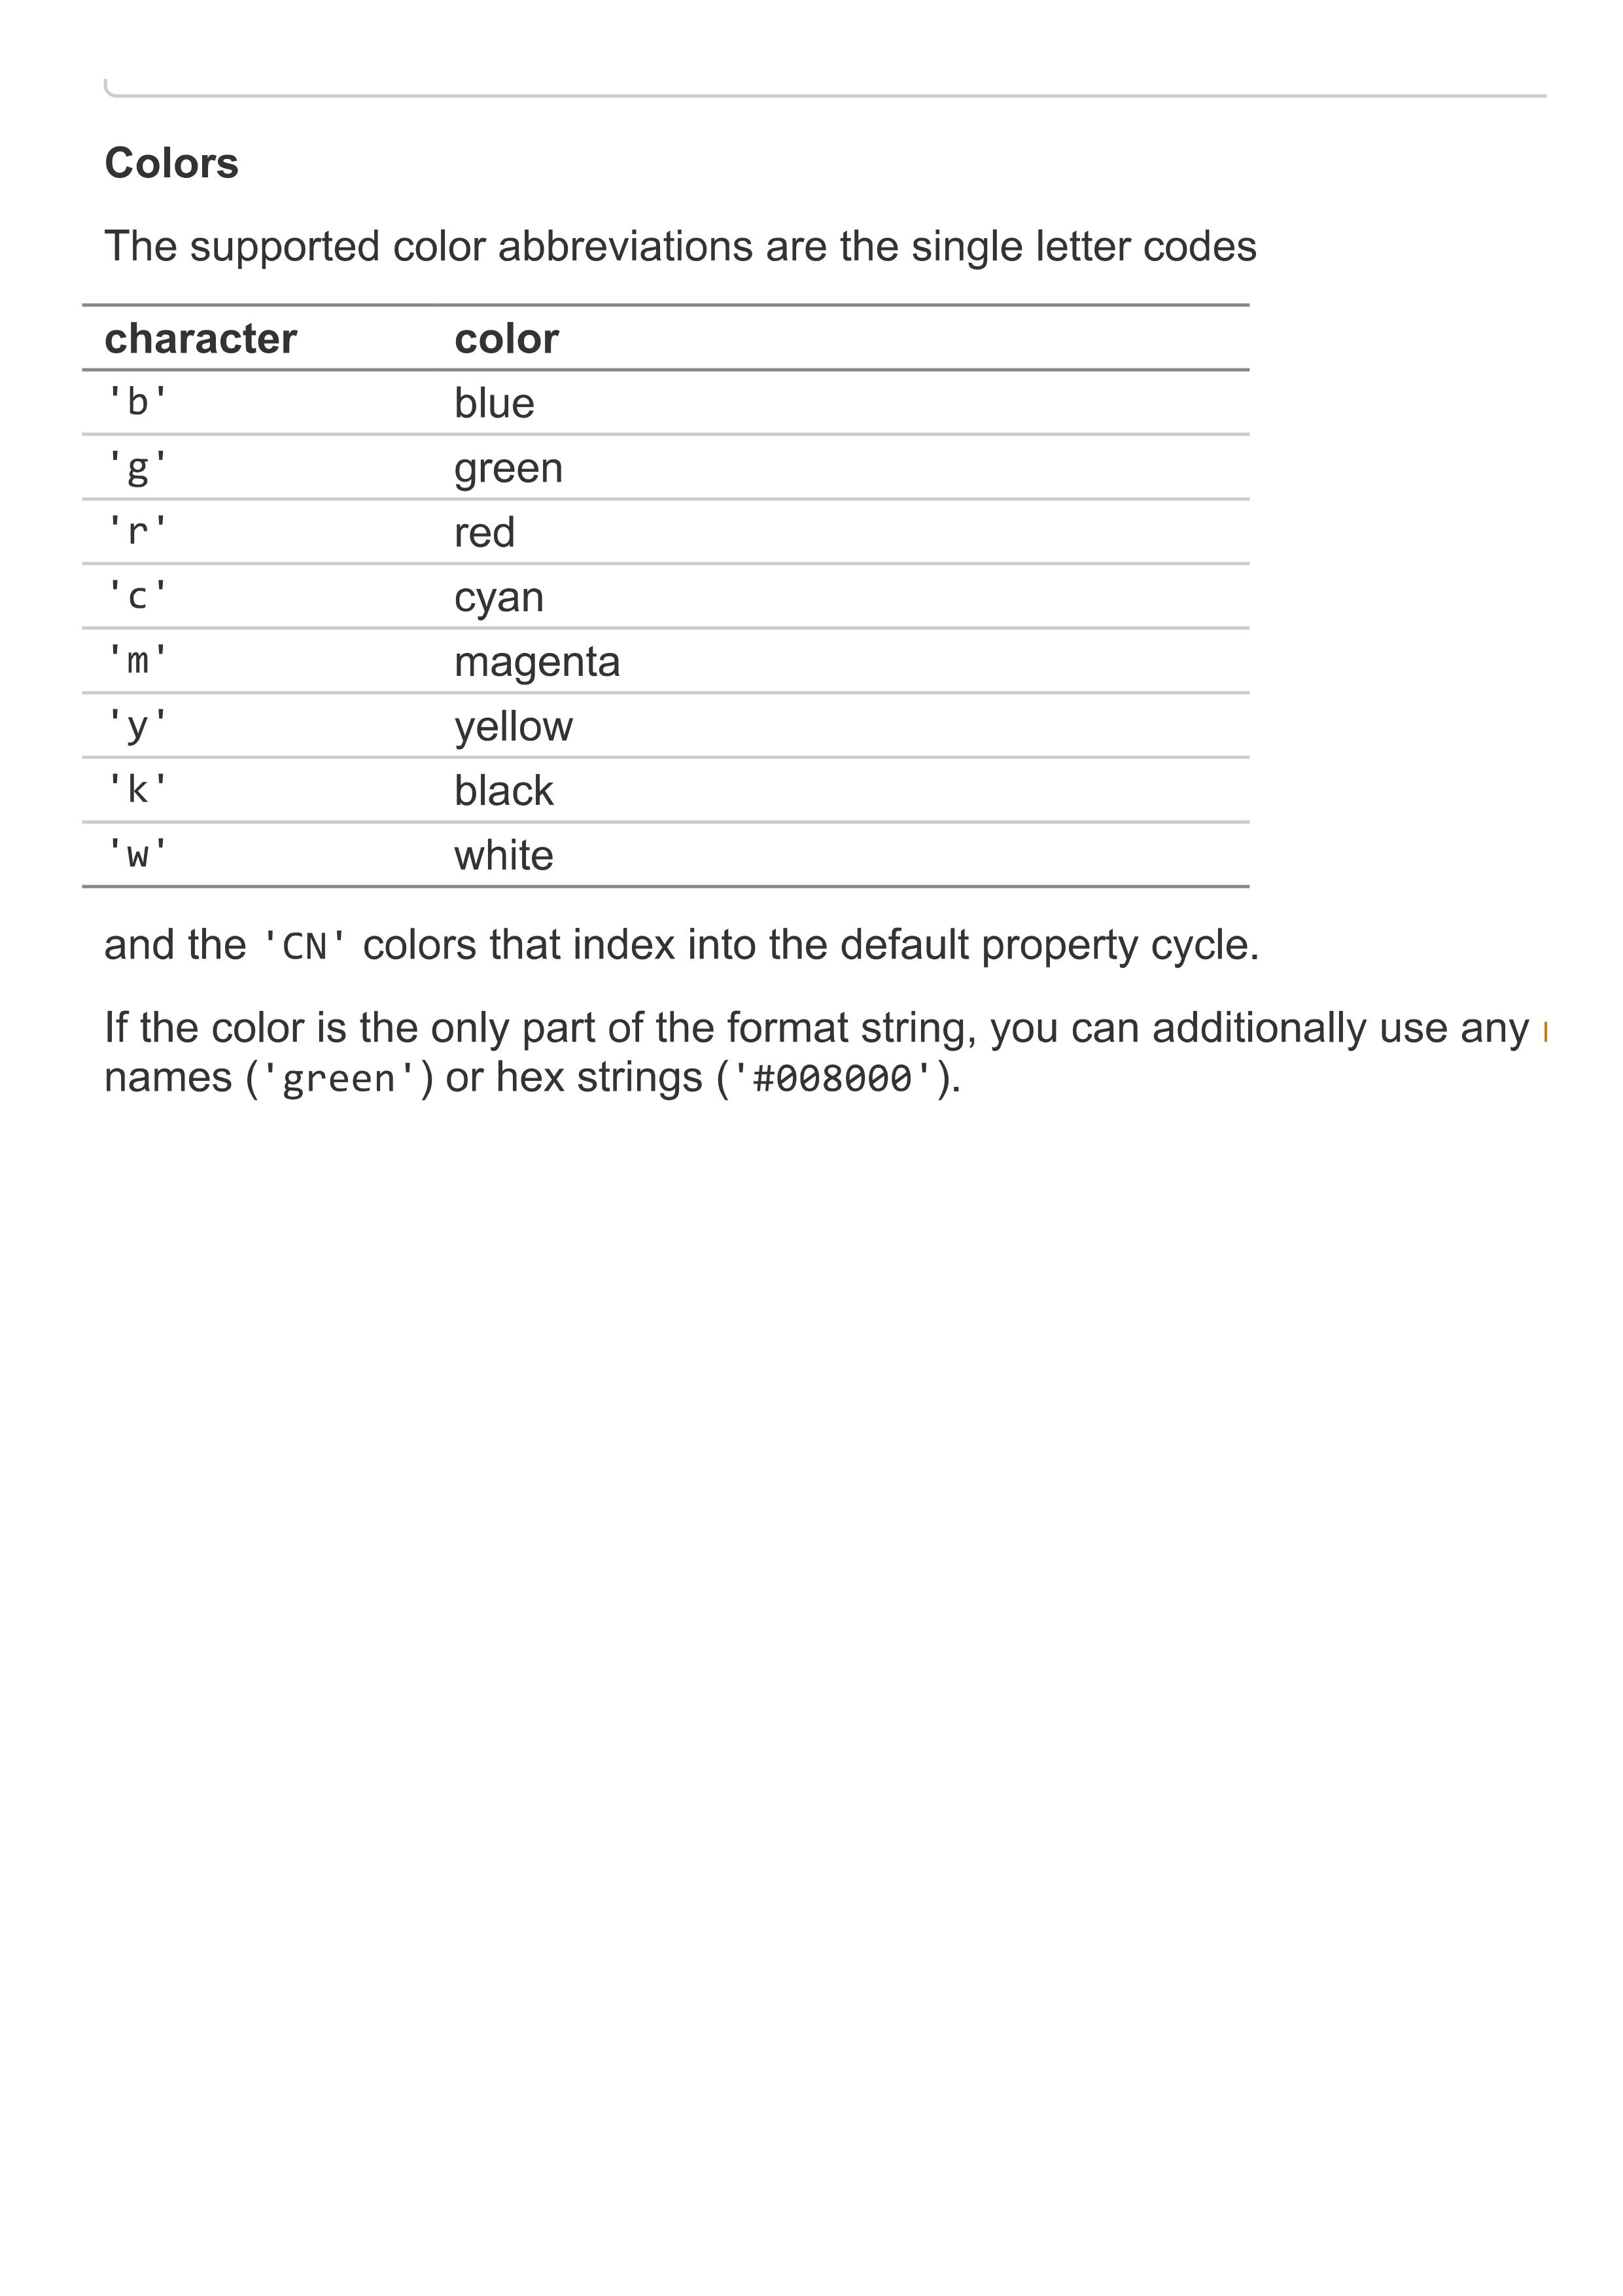 Colors
The supported color abbreviations are the single letter codes
character color
'b' blue
'g' green
'r' red
'c' cyan
'm' magenta
'y' yellow
'k' black
'w' white
and the 'CN' colors that index into the default property cycle.
If the color is the only part of the format string, you can additionally use any
names ('green') or hex strings ('#008000').